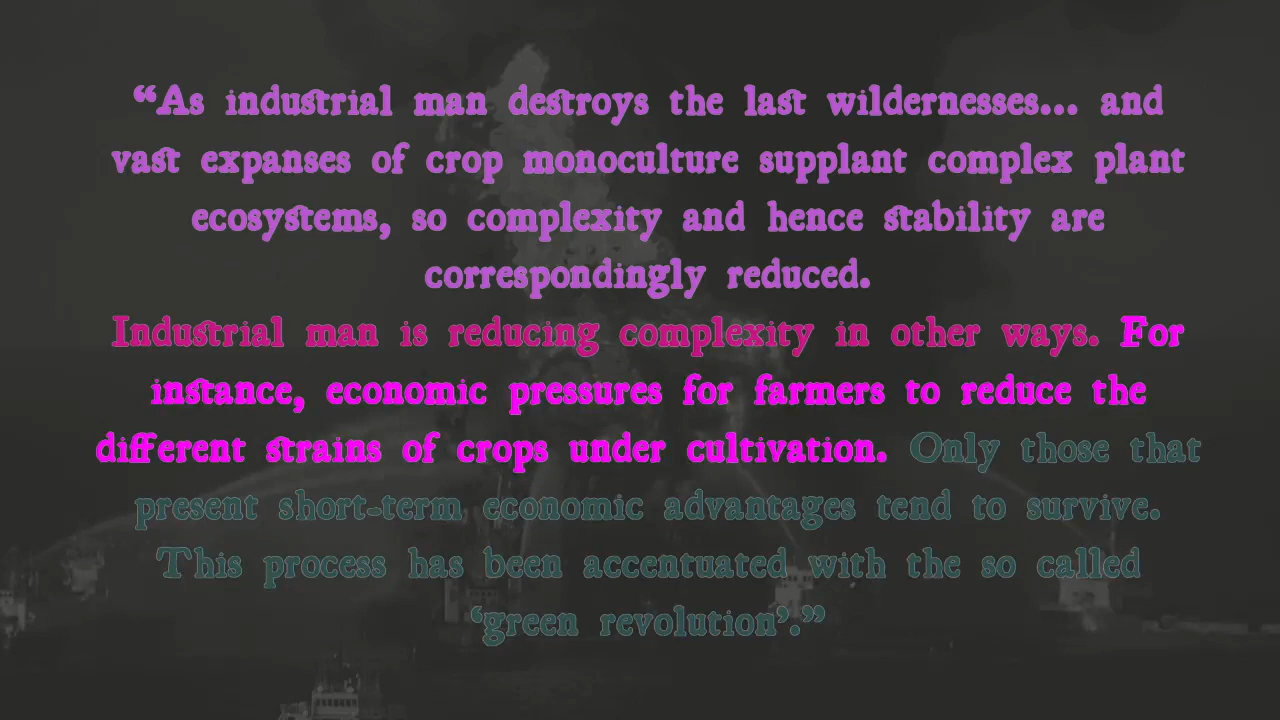 “As industrial man destroys the last wildernesses... and
vast expanses of crop monoculture supplant complex plant
ecosystems, so complexity and hence stability are
correspondingly reduced.
Industrial man is reducing complexity in other ways. For
instance, economic pressures for farmers to reduce the
different strains of crops under cultivation. Only those that
present short-term economic advantages tend to survive.
This process has been accentuated with the so called
‘green revolution’.”